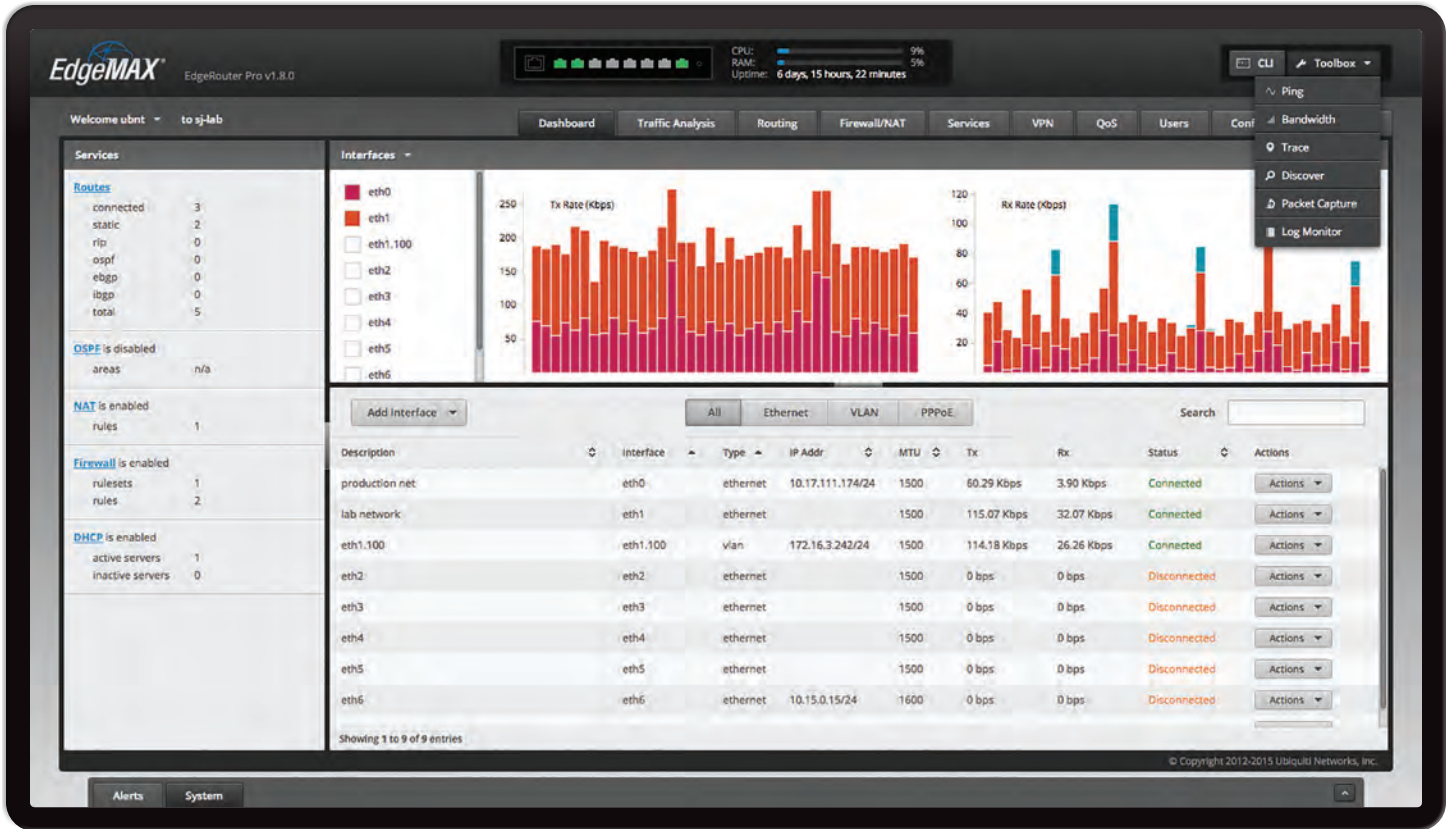 EdgeMAX®
EdgeRouter Pro v1.8.0
CPU: 9%
RAM: 5%
Uptime: 6 days, 15 hours, 22 minutes
CLI
Toolbox
Ping
Bandwidth
Trace
Discover
Packet Capture
Log Monitor
Welcome ubnt to sj-lab
Dashboard Traffic Analysis Routing Firewall/NAT Services VPN QoS Users Conf
Services
Routes
connected 3
static 2
rip 0
ospf 0
ebgp 0
ibgp 0
total 5
OSPF is disabled
areas n/a
NAT is enabled
rules 1
Firewall is enabled
rulesets 1
rules 2
DHCP is enabled
active servers 1
inactive servers 0
Interfaces
eth0
eth1
eth1.100
eth2
eth3
eth4
eth5
eth6
Tx Rate (Kbps)
250
200
150
100
50
Rx Rate (Kbps)
120
100
80
60
40
20
Add Interface
All Ethernet VLAN PPPoE
Search
Description Interface Type IP Addr MTU Tx Rx Status Actions
production net eth0 ethernet 10.17.111.174/24 1500 60.29 Kbps 3.90 Kbps Connected Actions
lab network eth1 ethernet 1500 115.07 Kbps 32.07 Kbps Connected Actions
eth1.100 eth1.100 vlan 172.16.3.242/24 1500 114.18 Kbps 26.26 Kbps Connected Actions
eth2 eth2 ethernet 1500 0 bps 0 bps Disconnected Actions
eth3 eth3 ethernet 1500 0 bps 0 bps Disconnected Actions
eth4 eth4 ethernet 1500 0 bps 0 bps Disconnected Actions
eth5 eth5 ethernet 1500 0 bps 0 bps Disconnected Actions
eth6 eth6 ethernet 10.15.0.15/24 1600 0 bps 0 bps Disconnected Actions
Showing 1 to 9 of 9 entries
© Copyright 2012-2015 Ubiquiti Networks, Inc.
Alerts System